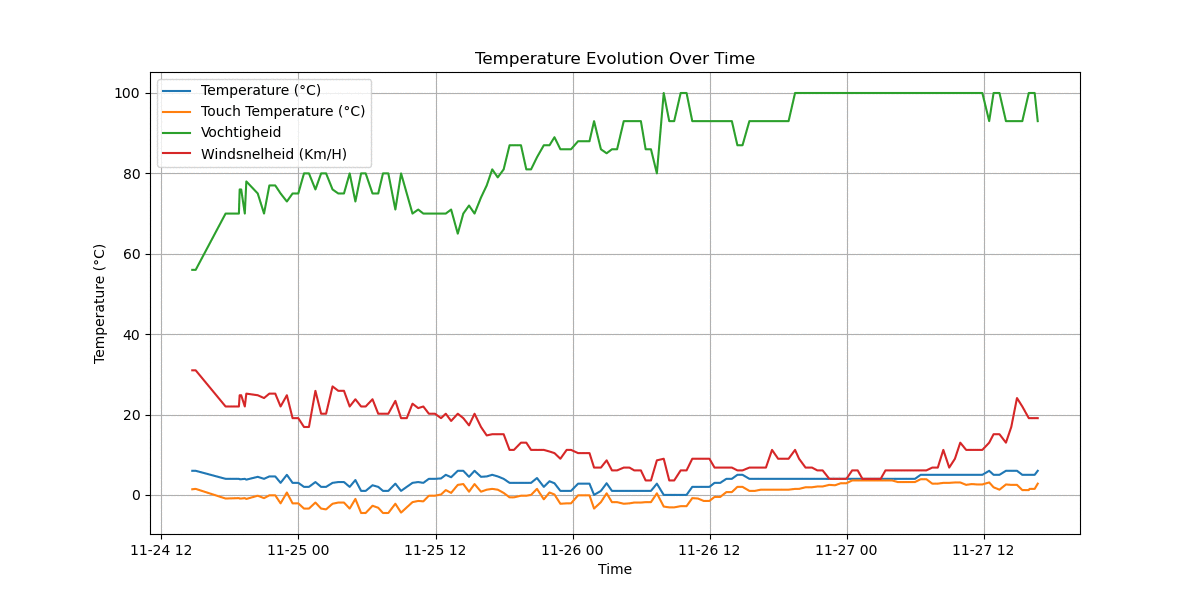 Temperature Evolution Over Time
Temperature (°C)
Touch Temperature (°C)
Vochtigheid
Windsnelheid (Km/H)
100
80
60
40
20
0
Temperature (°C)
11-24 12
11-25 00
11-25 12
11-26 00
11-26 12
11-27 00
11-27 12
Time